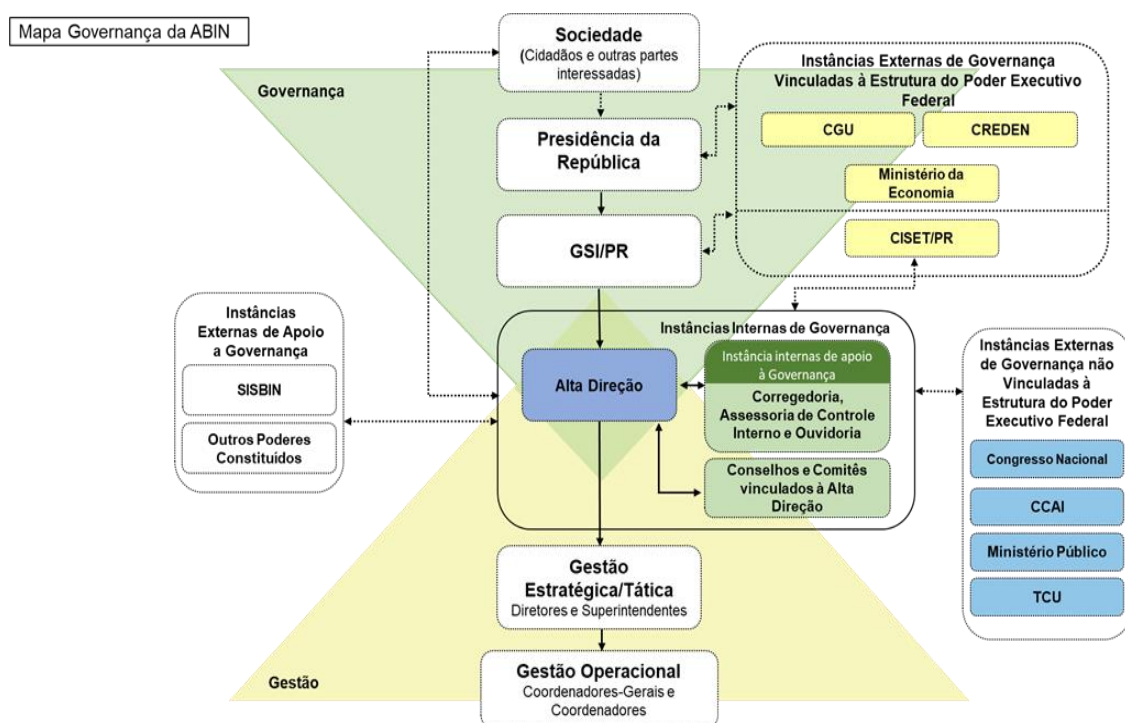 Mapa Governança da ABIN
Sociedade
(Cidadãos e outras partes
interessadas)
Governança
Presidência da
República
GSI/PR
Instâncias Externas de Governança
Vinculadas à Estrutura do Poder Executivo
Federal
CGU
CREDEN
Ministério da
Economia
CISET/PR
Instâncias
Externas de Apoio
a Governança
SISBIN
Outros Poderes
Constituídos
Instâncias Internas de Governança
Alta Direção
Instância internas de apoio
à Governança
Corregedoria,
Assessoria de Controle
Interno e Ouvidoria
Conselhos e Comitês
vinculados à Alta
Direção
Instâncias Externas
de Governança não
Vinculadas à
Estrutura do Poder
Executivo Federal
Congresso Nacional
CCAI
Ministério Público
TCU
Gestão
Estratégica/Tática
Diretores e Superintendentes
Gestão Operacional
Coordenadores-Gerais e
Coordenadores
Gestão